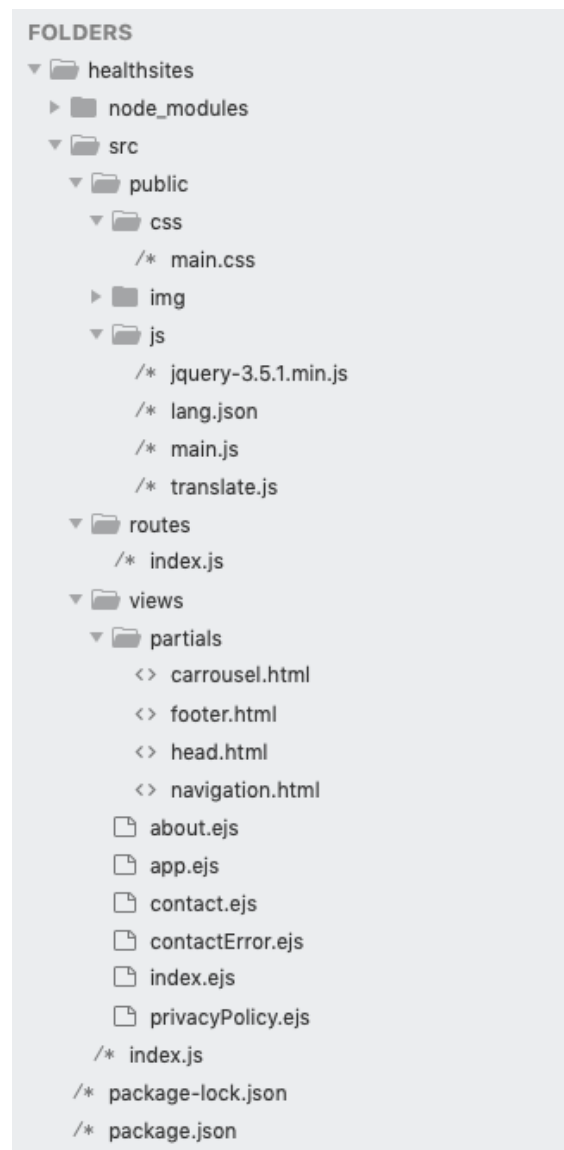 FOLDERS
healthsites
node_modules
src
public
css
/* main.css
img
js
/* jquery-3.5.1.min.js
/* lang.json
/* main.js
/* translate.js
routes
/* index.js
views
partials
<> carrousel.html
<> footer.html
<> head.html
<> navigation.html
about.ejs
app.ejs
contact.ejs
contactError.ejs
index.ejs
privacyPolicy.ejs
/* index.js
/* package-lock.json
/* package.json